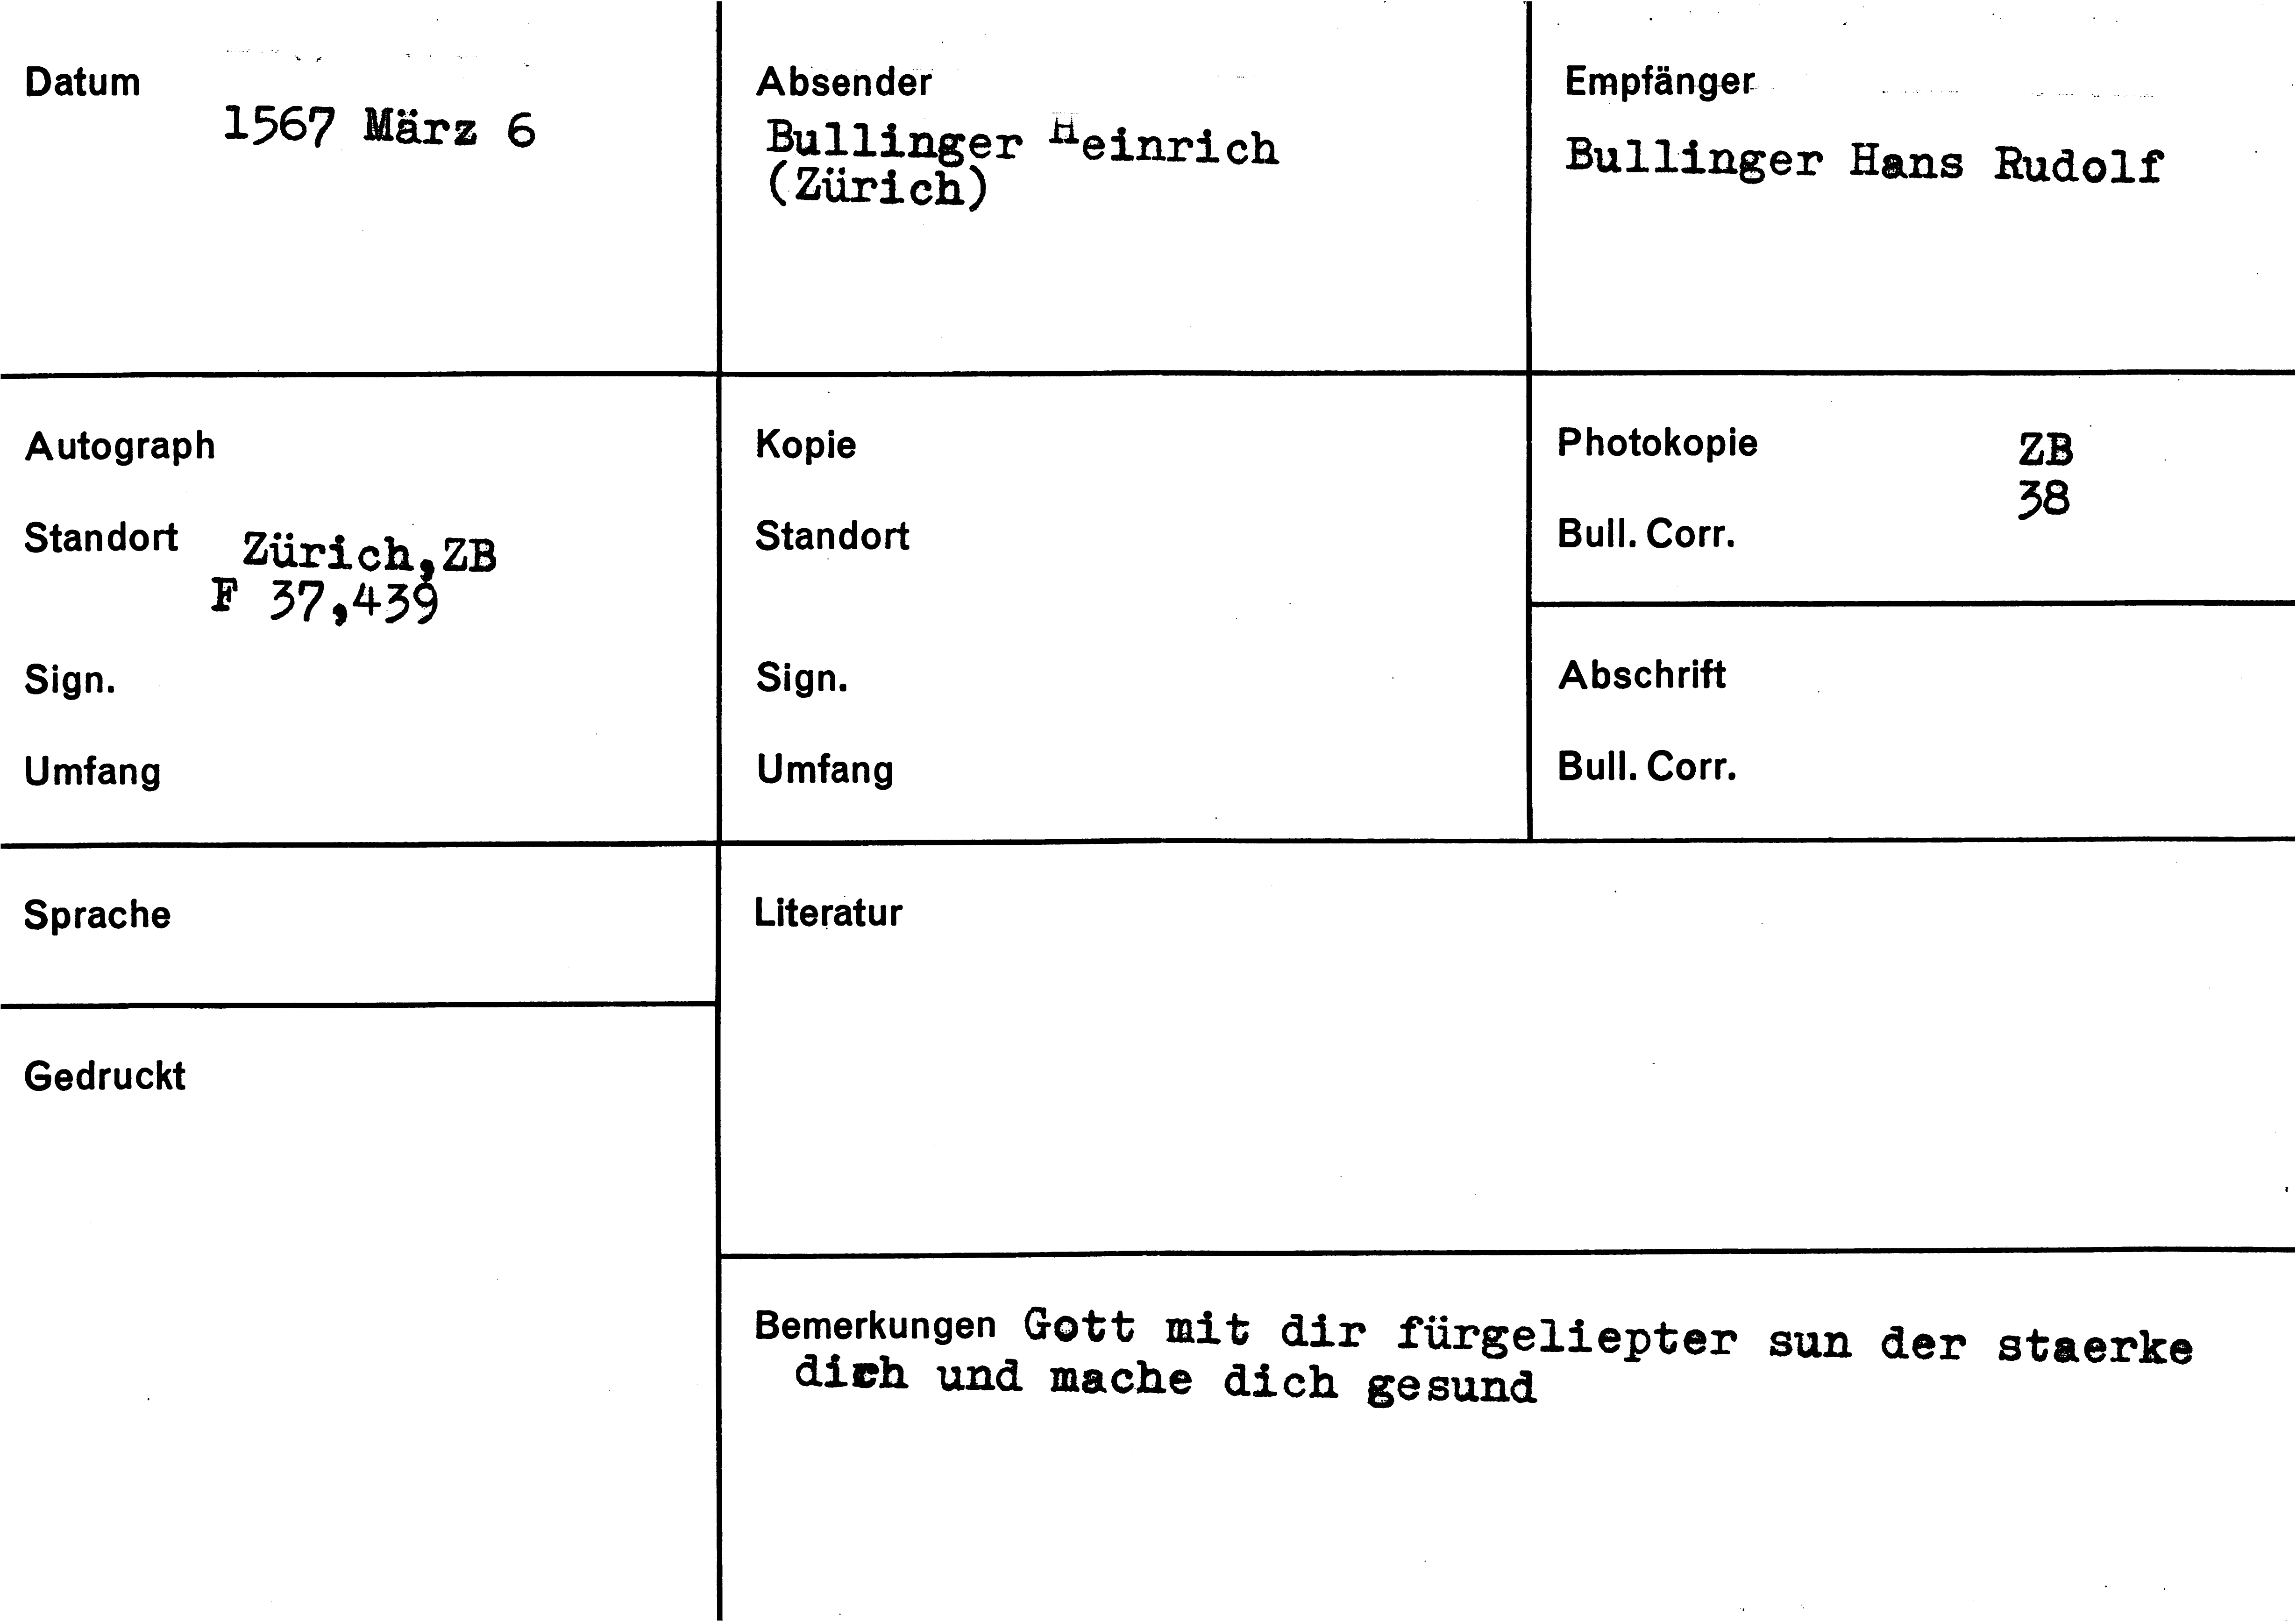 Datum
1567 März 6
Absender
Bullinger Heinrich
(Zürich)
Empfänger
Bullinger Hans Rudolf
Autograph
Standort Zürich,ZB
F 37,439
Sign.
Umfang
Kopie
Standort
Sign.
Umfang
Photokopie ZB
38
Bull. Corr.
Abschrift
Bull. Corr.
Sprache
Literatur
Gedruckt
Bemerkungen Gott mit dir fürgeliepter sun der staerke
dich und mache dich gesund